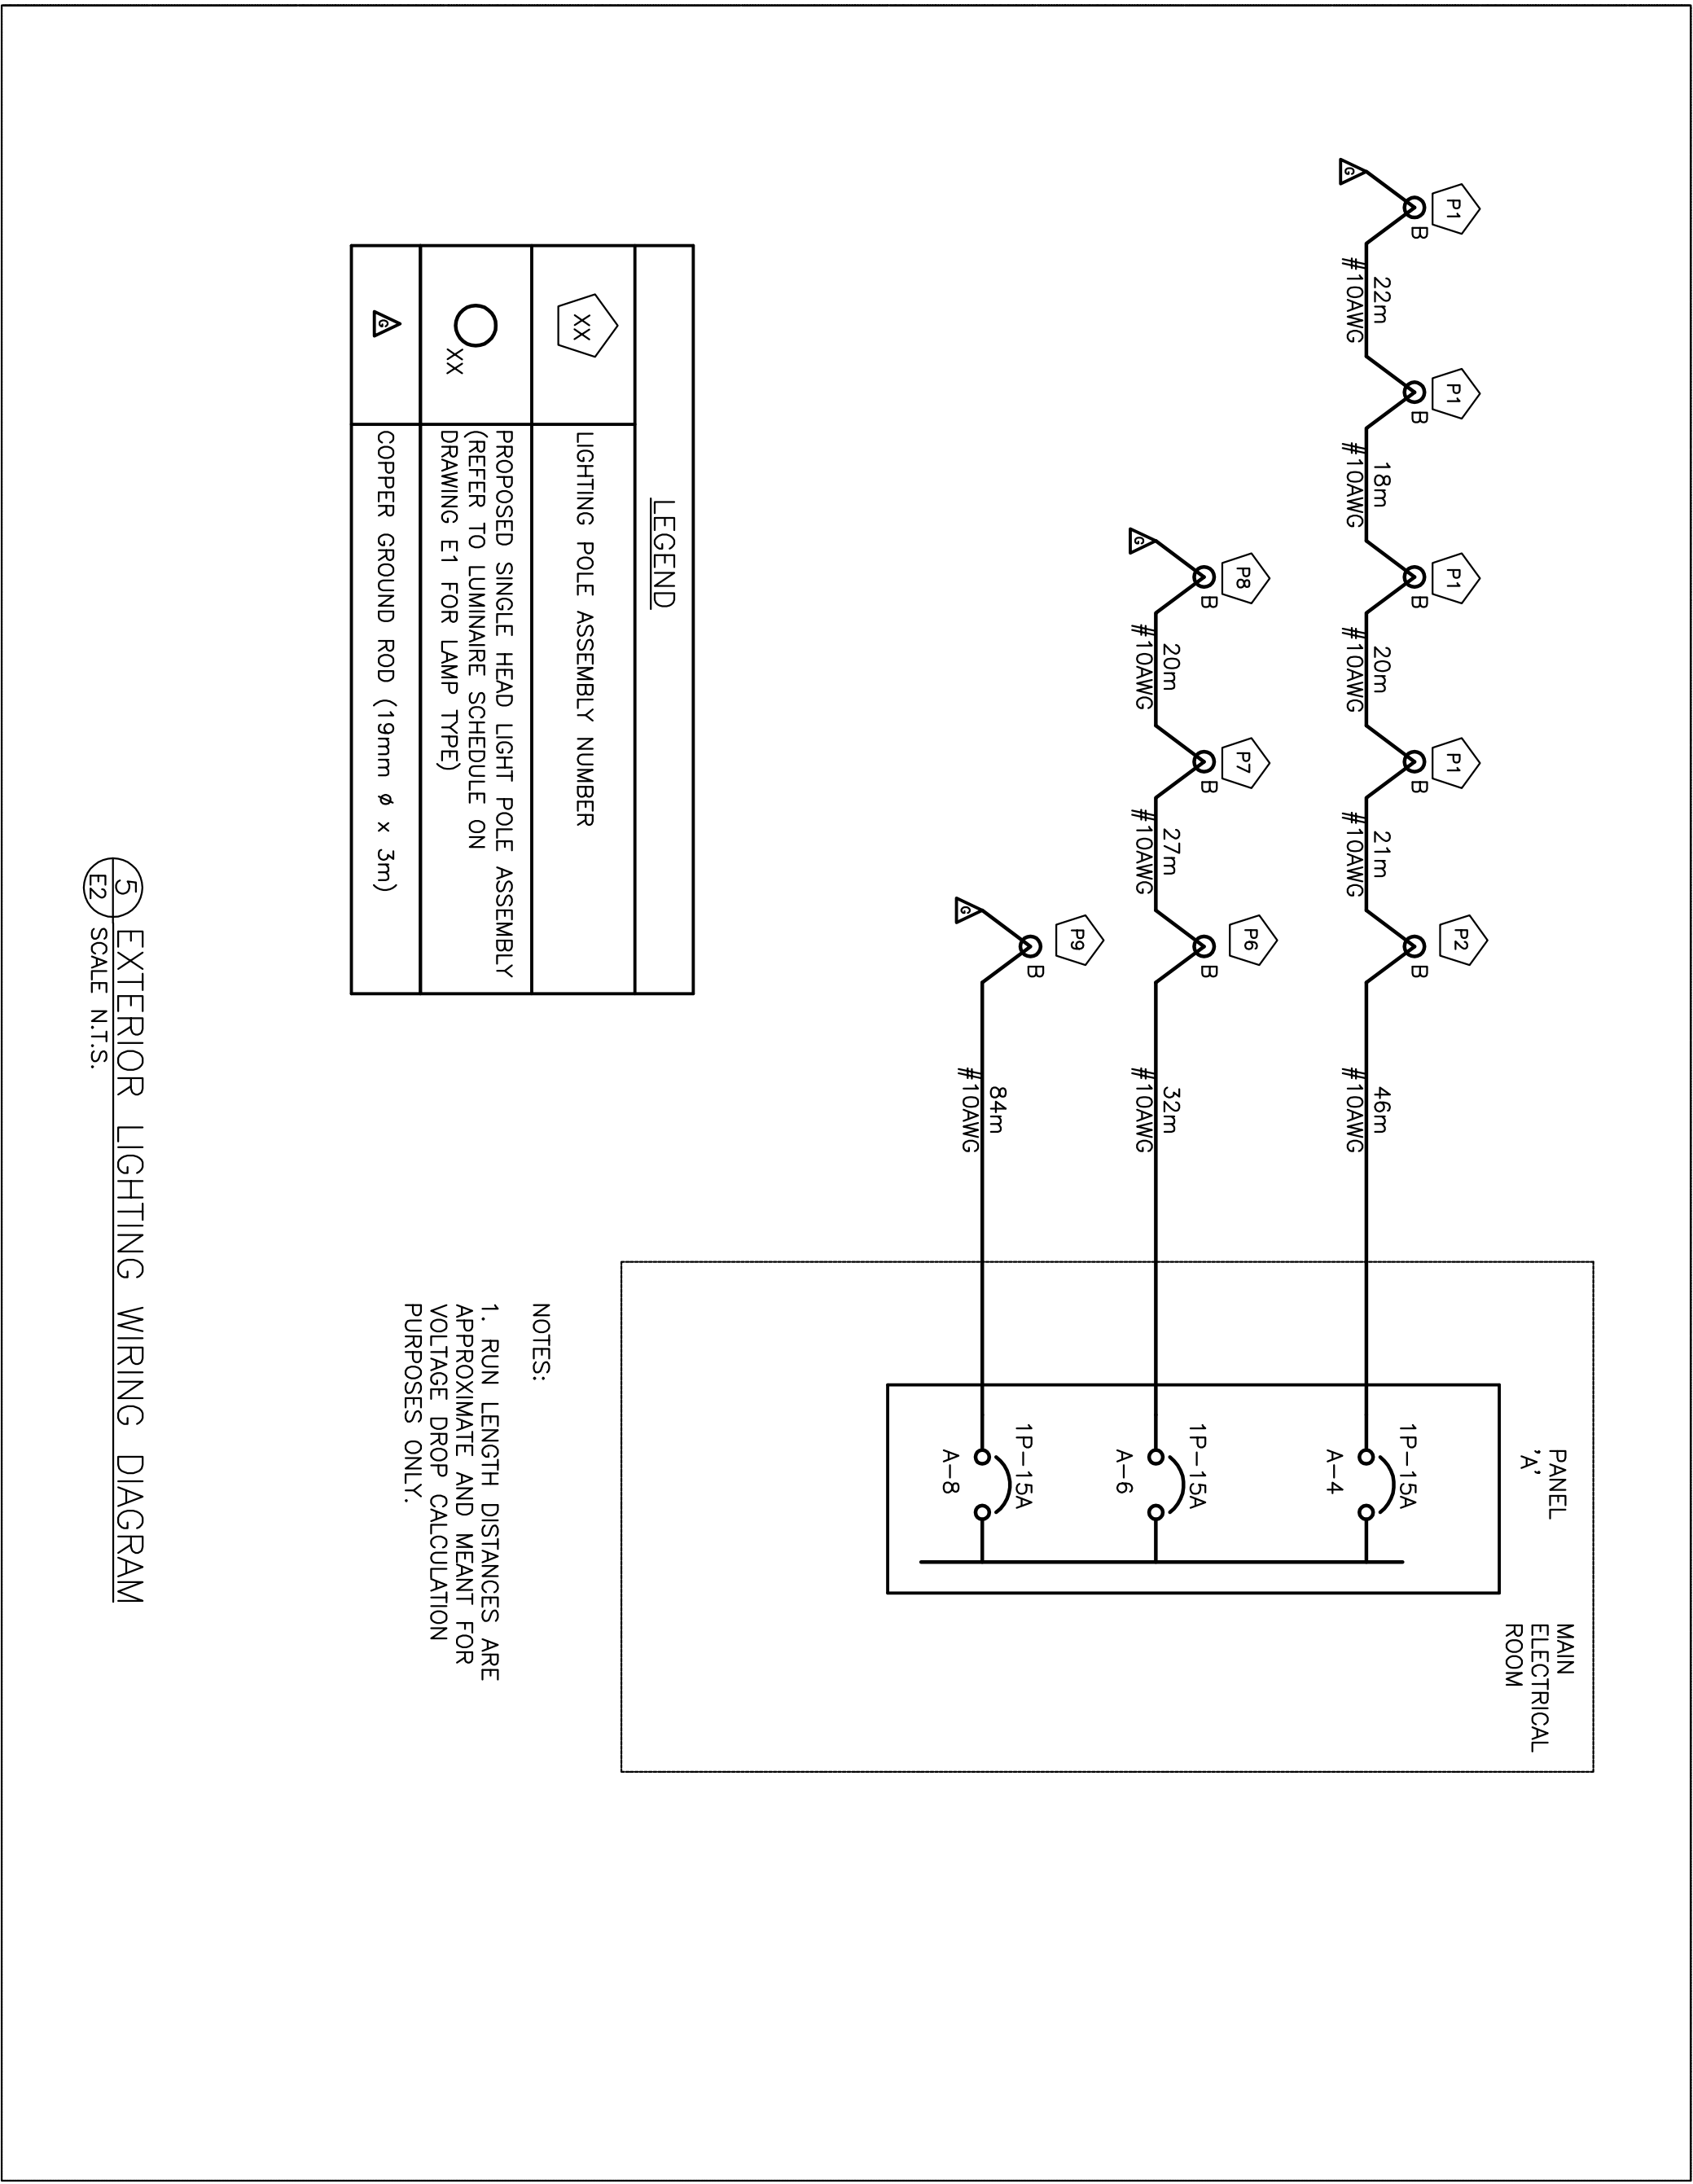 PANEL
'A'
MAIN
ELECTRICAL
ROOM
P1
B
22m
#10AWG
P1
B
18m
#10AWG
P1
B
20m
#10AWG
P1
B
21m
#10AWG
P2
B
46m
#10AWG
1P-15A
A-4
G
P8
B
20m
#10AWG
P7
B
27m
#10AWG
P6
B
32m
#10AWG
1P-15A
A-6
G
P9
B
84m
#10AWG
1P-15A
A-8
G
LEGEND
XX
LIGHTING POLE ASSEMBLY NUMBER
XX
PROPOSED SINGLE HEAD LIGHT POLE ASSEMBLY
(REFER TO LUMINAIRE SCHEDULE ON
DRAWING E1 FOR LAMP TYPE)
G
COPPER GROUND ROD (19mm ø x 3m)
NOTES:
1. RUN LENGTH DISTANCES ARE
APPROXIMATE AND MEANT FOR
VOLTAGE DROP CALCULATION
PURPOSES ONLY.
5
E2
EXTERIOR LIGHTING WIRING DIAGRAM
SCALE N.T.S.